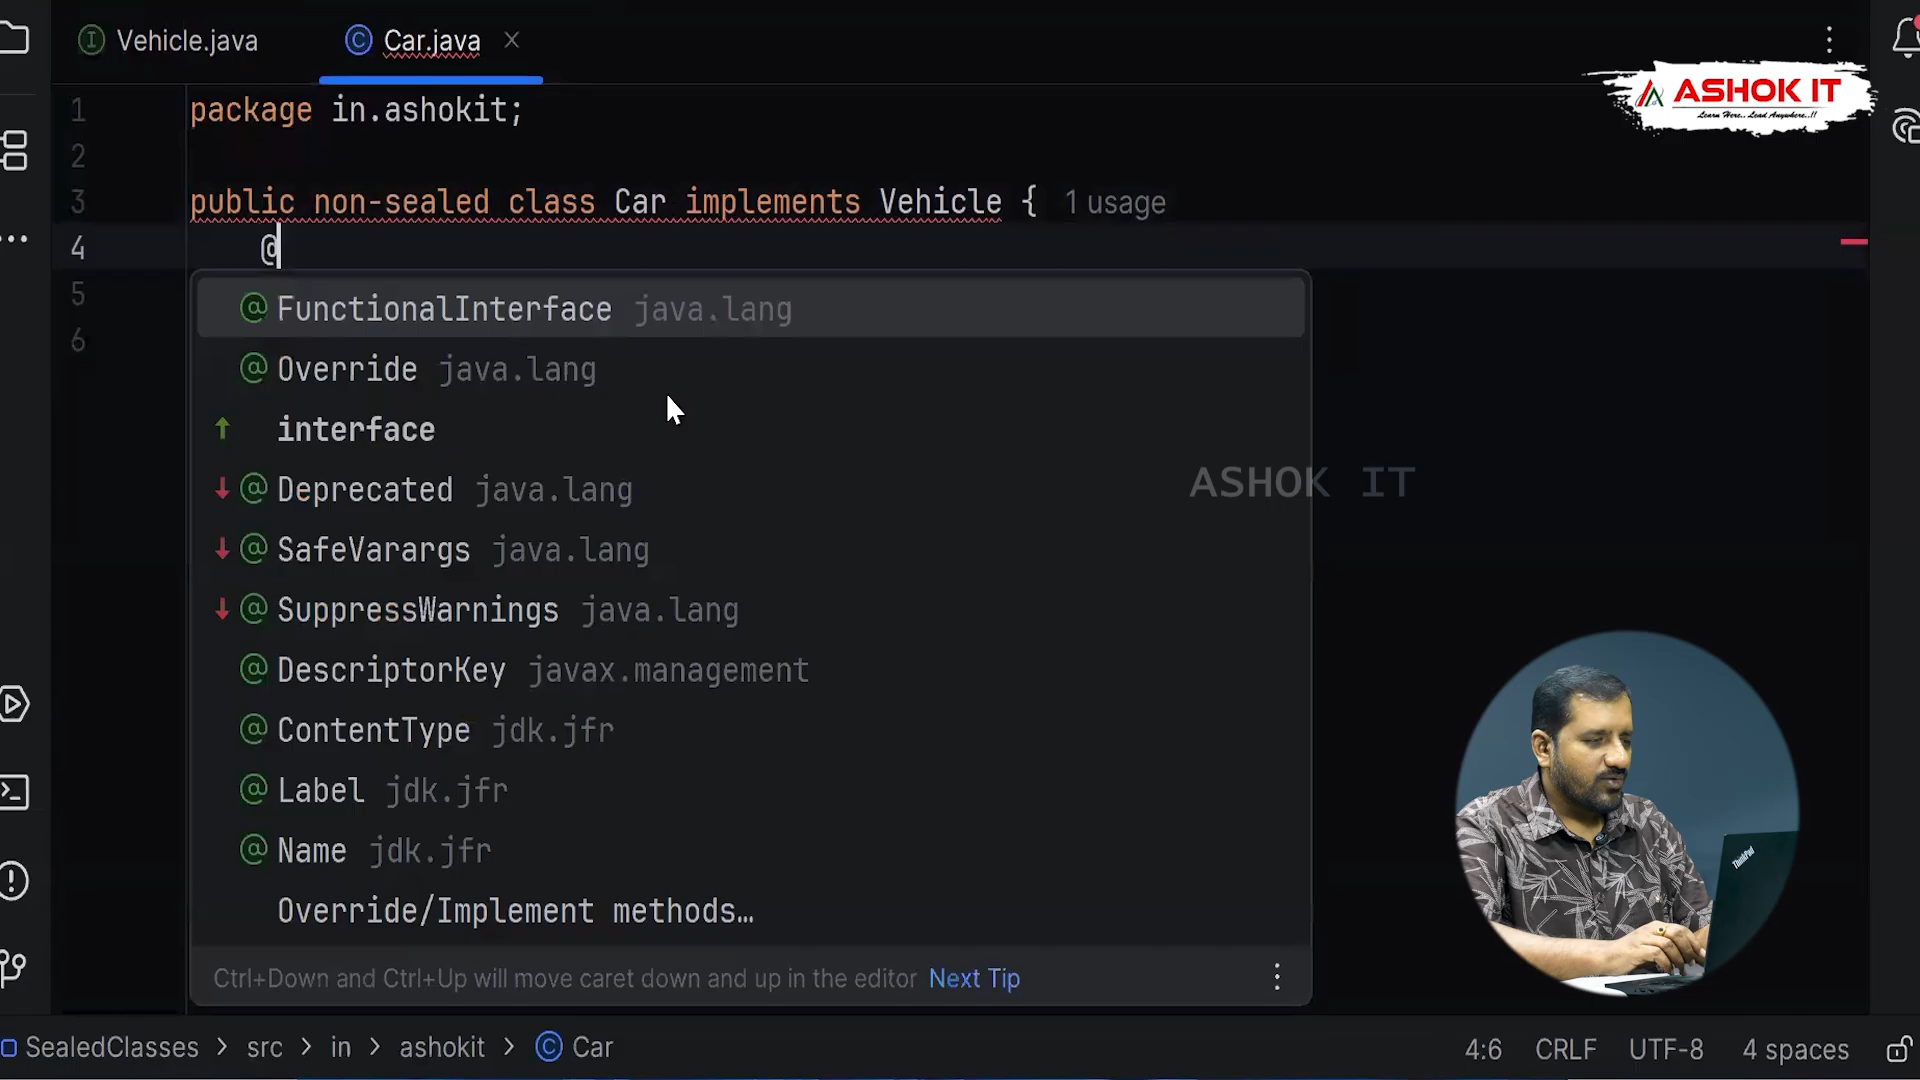 Vehicle.java
Car.java
ASHOK IT
Learn Here.. Lead Anywhere..!!
1 package in.ashokit;
2
3 public non-sealed class Car implements Vehicle { 1 usage
4 @
5
6
@ FunctionalInterface java.lang
@ Override java.lang
interface
@ Deprecated java.lang
@ SafeVarargs java.lang
@ SuppressWarnings java.lang
@ DescriptorKey javax.management
@ ContentType jdk.jfr
@ Label jdk.jfr
@ Name jdk.jfr
Override/Implement methods…
ASHOK IT
ThinkPad
Ctrl+Down and Ctrl+Up will move caret down and up in the editor Next Tip
SealedClasses > src > in > ashokit > Car
4:6 CRLF UTF-8 4 spaces